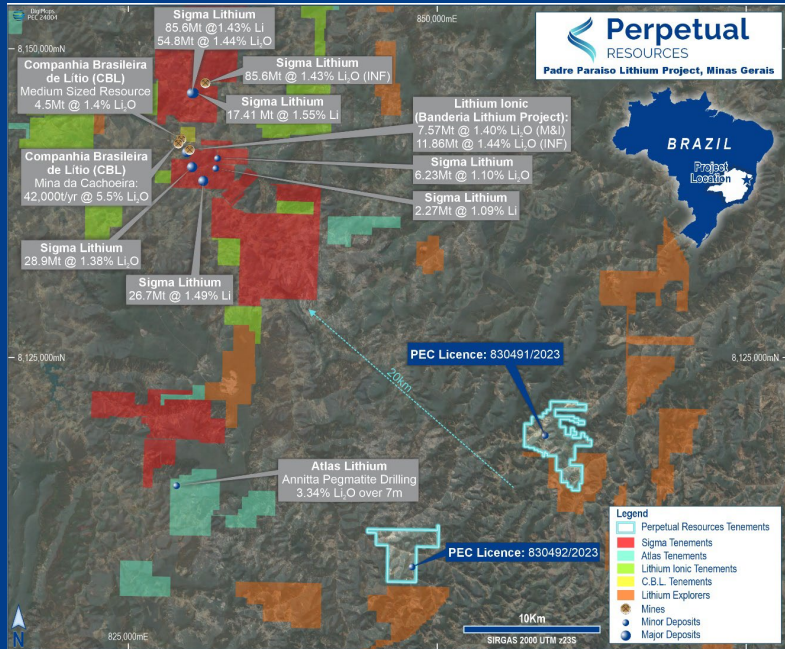 DigiMaps
PEC 24004
850,000mE
8,150,000mN
Perpetual
RESOURCES
Padre Paraiso Lithium Project, Minas Gerais
Sigma Lithium
85.6Mt @1.43% Li
54.8Mt @ 1.44% Li₂O
Sigma Lithium
85.6Mt @ 1.43% Li₂O (INF)
Companhia Brasileira
de Lítio (CBL)
Medium Sized Resource
4.5Mt @ 1.4% Li₂O
Sigma Lithium
17.41 Mt @ 1.55% Li
Lithium Ionic
(Banderia Lithium Project):
7.57Mt @ 1.40% Li₂O (M&I)
11.86Mt @ 1.44% Li₂O (INF)
BRAZIL
Project
Location
Companhia Brasileira
de Lítio (CBL)
Mina da Cachoeira:
42,000t/yr @ 5.5% Li₂O
Sigma Lithium
6.23Mt @ 1.10% Li₂O
Sigma Lithium
2.27Mt @ 1.09% Li
Sigma Lithium
28.9Mt @ 1.38% Li₂O
Sigma Lithium
26.7Mt @ 1.49% Li
8,125,000mN
PEC Licence: 830491/2023
8,125,000mN
20km
Atlas Lithium
Annitta Pegmatite Drilling
3.34% Li₂O over 7m
PEC Licence: 830492/2023
Legend
Perpetual Resources Tenements
Sigma Tenements
Atlas Tenements
Lithium Ionic Tenements
C.B.L. Tenements
Lithium Explorers
Mines
Minor Deposits
Major Deposits
N
825,000mE
10Km
SIRGAS 2000 UTM z23S